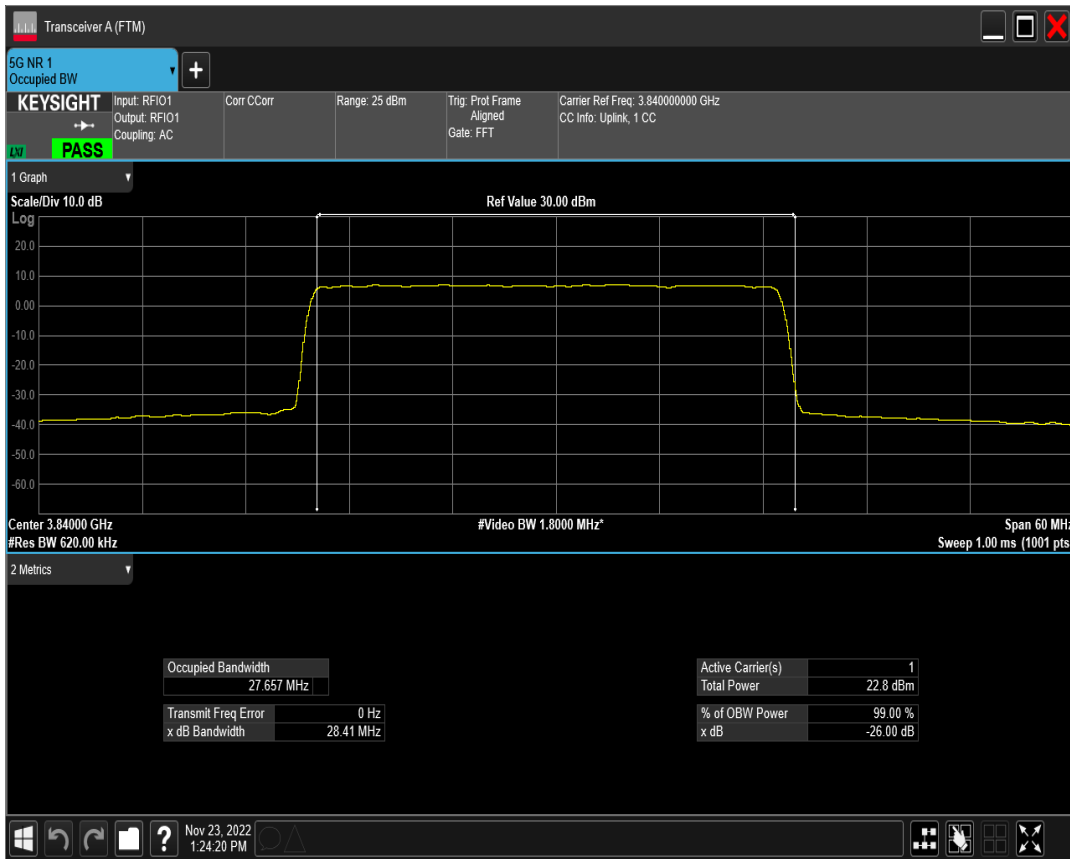 Transceiver A (FTM)
5G NR 1
Occupied BW
+
KEYSIGHT
LXI
PASS
Input: RFIO1
Output: RFIO1
Coupling: AC
Corr CCorr
Range: 25 dBm
Trig: Prot Frame
Aligned
Gate: FFT
Carrier Ref Freq: 3.840000000 GHz
CC Info: Uplink, 1 CC
1 Graph
Scale/Div 10.0 dB
Ref Value 30.00 dBm
Log
20.0
10.0
0.00
-10.0
-20.0
-30.0
-40.0
-50.0
-60.0
Center 3.84000 GHz
#Video BW 1.8000 MHz*
Span 60 MHz
#Res BW 620.00 kHz
Sweep 1.00 ms (1001 pts
2 Metrics
Occupied Bandwidth
27.657 MHz
Transmit Freq Error 0 Hz
x dB Bandwidth 28.41 MHz
Active Carrier(s) 1
Total Power 22.8 dBm
% of OBW Power 99.00 %
x dB -26.00 dB
?
Nov 23, 2022
1:24:20 PM